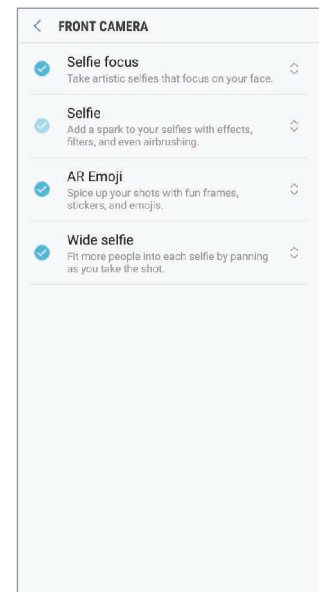 FRONT CAMERA
Selfie focus
Take artistic selfies that focus on your face.
Selfie
Add a spark to your selfies with effects,
filters, and even airbrushing.
AR Emoji
Spice up your shots with fun frames,
stickers, and emojis.
Wide selfie
Fit more people into each selfie by panning
as you take the shot.